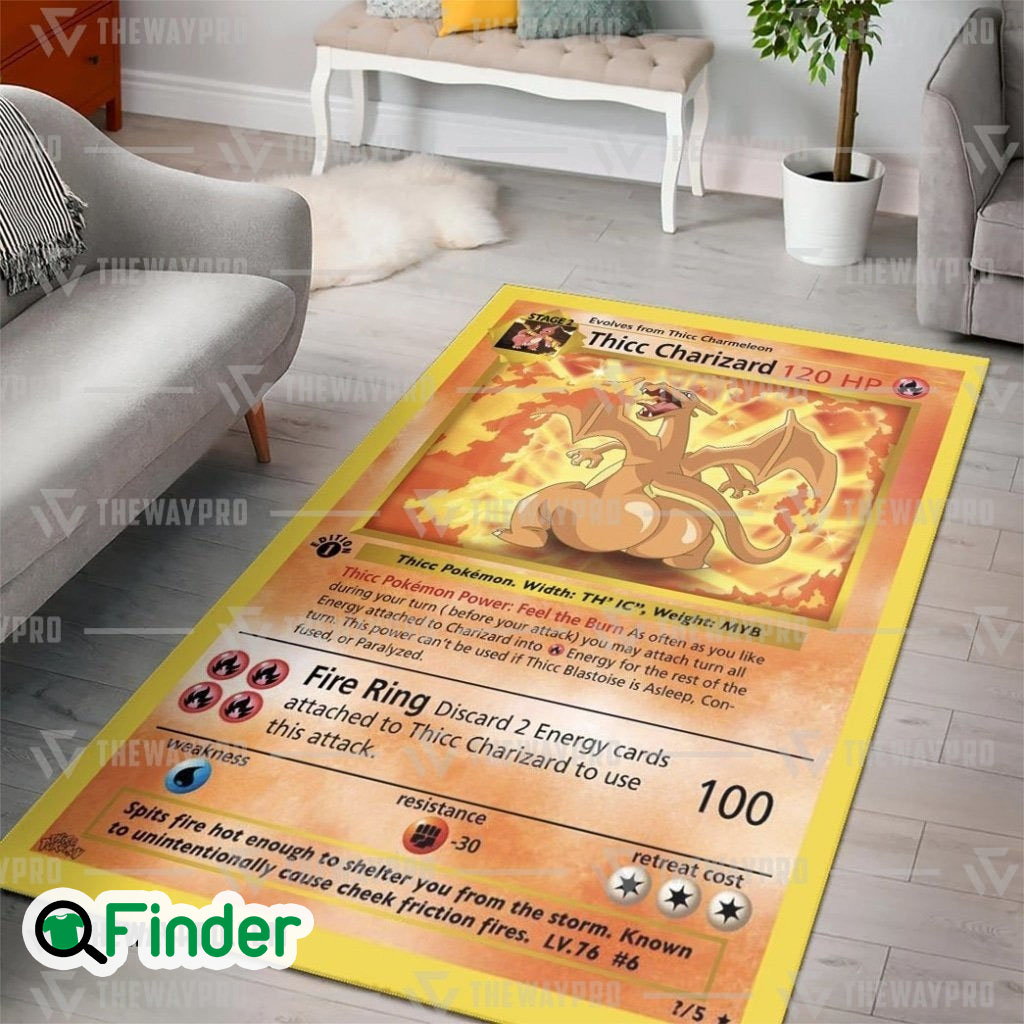 THEWAYPRO
STAGE 2
Evolves from Thicc Charmeleon
Thicc Charizard 120 HP
EDITION
1
Thicc Pokémon. Width: TH' IC", Weight: MYB
Thicc Pokémon Power: Feel the Burn As often as you like
during your turn ( before your attack) you may attach turn all
Energy attached to Charizard into Energy for the rest of the
turn. This power can't be used if Thicc Blastoise is Asleep, Con-
fused, or Paralyzed.
Fire Ring Discard 2 Energy cards
attached to Thicc Charizard to use
this attack.
100
weakness
resistance
-30
retreat cost
Spits fire hot enough to shelter you from the storm. Known
to unintentionally cause cheek friction fires. LV.76 #6
?/5 ★
Finder